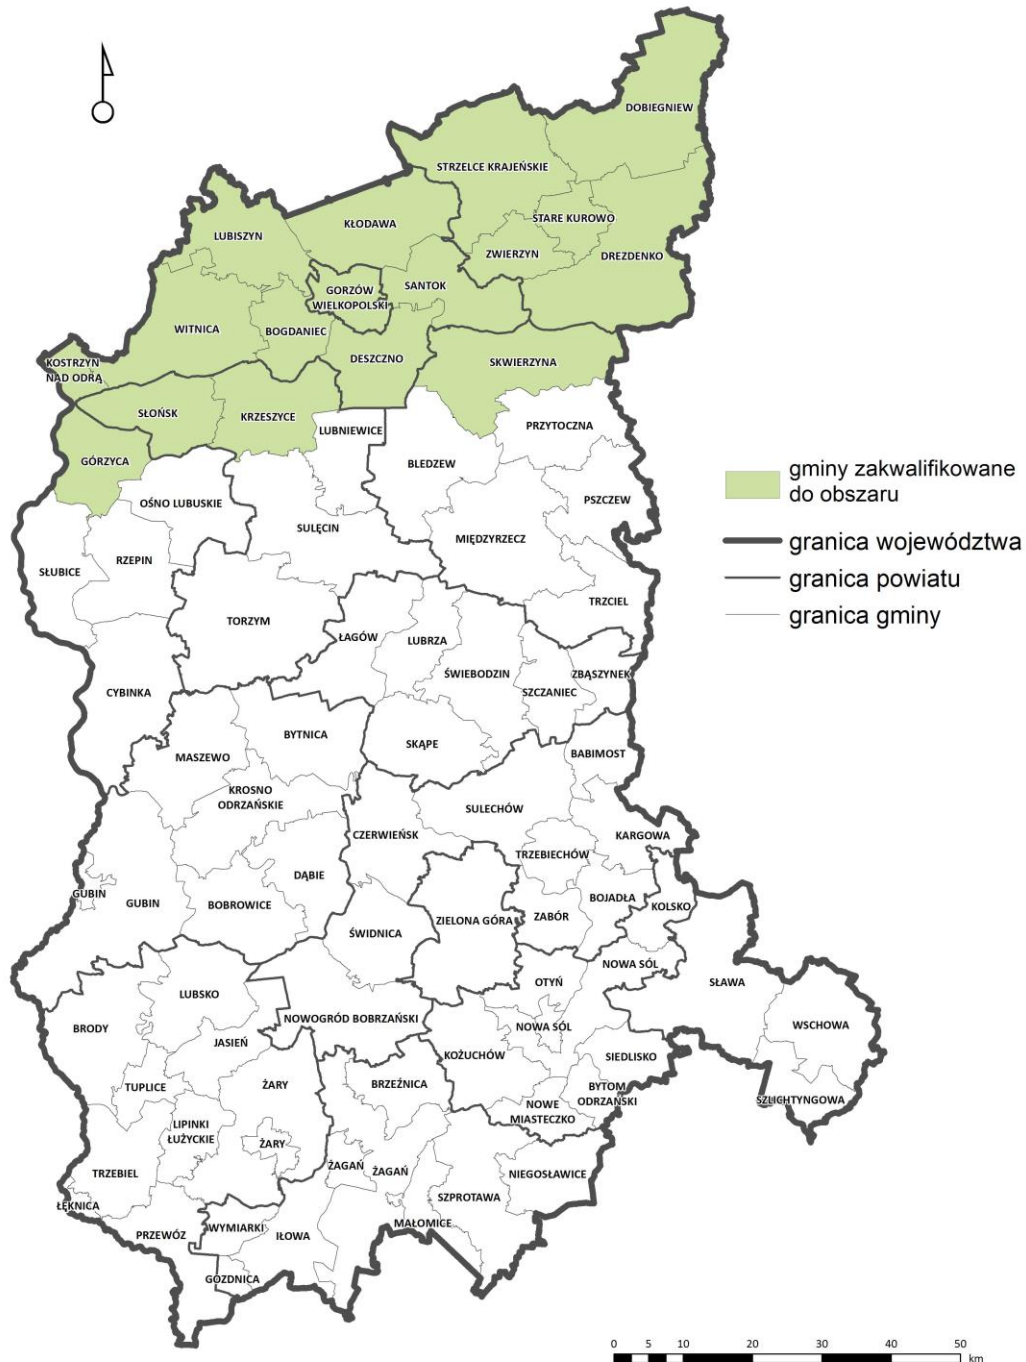 DOBIEGNIEW
STRZELCE KRAJEŃSKIE
STARE KUROWO
KŁODAWA
LUBISZYN
ZWIERZYN
DREZDENKO
SANTOK
GORZÓW
WIELKOPOLSKI
WITNICA
BOGDANIEC
DESZCZNO
SKWIERZYNA
KOSTRZYN
NAD ODRĄ
SŁOŃSK
KRZESZYCE
LUBNIEWICE
PRZYTOCZNA
GÓRZYCA
BLEDZEW
gminy zakwalifikowane
do obszaru
OŚNO LUBUSKIE
PSZCZEW
SULĘCIN
MIĘDZYRZECZ
granica województwa
RZEPIN
SŁUBICE
granica powiatu
TRZCIEL
granica gminy
TORZYM
ŁAGÓW
LUBRZA
ŚWIEBODZIN
ZBĄSZYNEK
SZCZANIEC
CYBINKA
BYTNICA
SKĄPE
MASZEWO
BABIMOST
KROSNO
ODRZAŃSKIE
SULECHÓW
CZERWIEŃSK
KARGOWA
TRZEBIECHÓW
DĄBIE
GUBIN
GUBIN
BOBROWICE
BOJADŁA
KOLSKO
ZIELONA GÓRA
ZABÓR
ŚWIDNICA
NOWA SÓL
OTYŃ
SŁAWA
LUBSKO
NOWOGRÓD BOBRZAŃSKI
BRODY
NOWA SÓL
WSCHOWA
JASIEŃ
KOŻUCHÓW
SIEDLISKO
TUPLICE
ŻARY
BRZEŹNICA
BYTOM
ODRZAŃSKI
SZLICHTYNGOWA
NOWE
MIASTECZKO
LIPINKI
ŁUŻYCKIE
ŻARY
TRZEBIEL
ŻAGAŃ
ŻAGAŃ
NIEGOSŁAWICE
SZPROTAWA
ŁĘKNICA
MAŁOMICE
PRZEWÓZ
WYMIARKI
IŁOWA
GOZDNICA
0 5 10 20 30 40 50
km